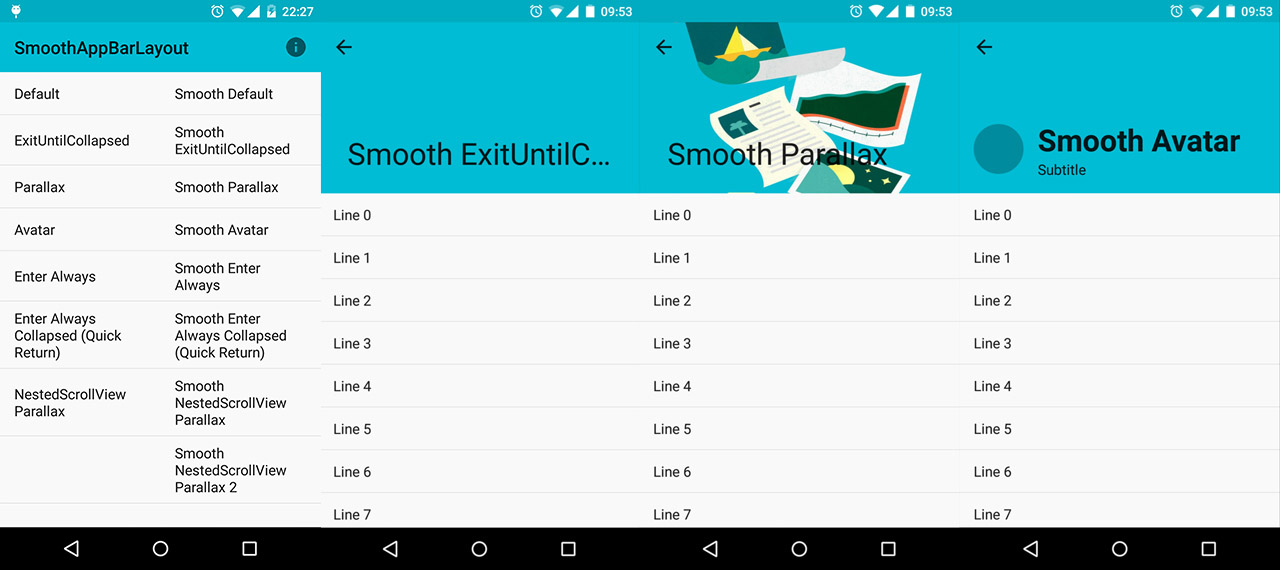 22:27
SmoothAppBarLayout
Default
Smooth Default
ExitUntilCollapsed
Smooth
ExitUntilCollapsed
Parallax
Smooth Parallax
Avatar
Smooth Avatar
Enter Always
Smooth Enter
Always
Enter Always
Collapsed (Quick
Return)
Smooth Enter
Always Collapsed
(Quick Return)
NestedScrollView
Parallax
Smooth
NestedScrollView
Parallax
Smooth
NestedScrollView
Parallax 2
09:53
Smooth ExitUntilC...
Line 0
Line 1
Line 2
Line 3
Line 4
Line 5
Line 6
Line 7
09:53
Smooth Parallax
Line 0
Line 1
Line 2
Line 3
Line 4
Line 5
Line 6
Line 7
09:53
Smooth Avatar
Subtitle
Line 0
Line 1
Line 2
Line 3
Line 4
Line 5
Line 6
Line 7